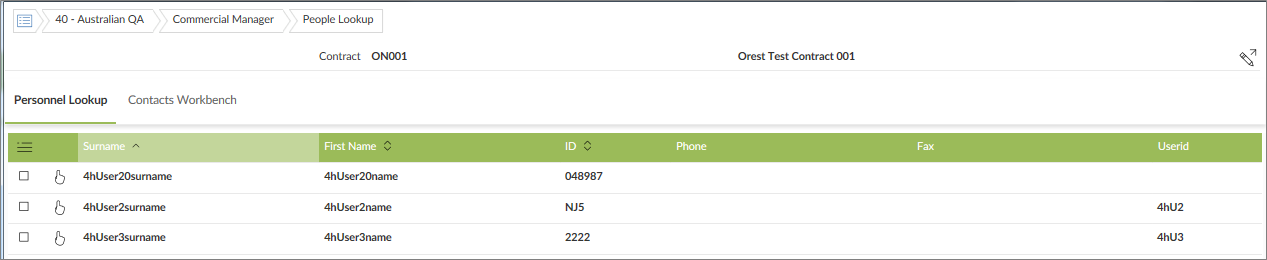 40 - Australian QA Commercial Manager People Lookup
Contract ON001 Orest Test Contract 001
Personnel Lookup Contacts Workbench
Surname First Name ID Phone Fax Userid
4hUser20surname 4hUser20name 048987
4hUser2surname 4hUser2name NJ5 4hU2
4hUser3surname 4hUser3name 2222 4hU3